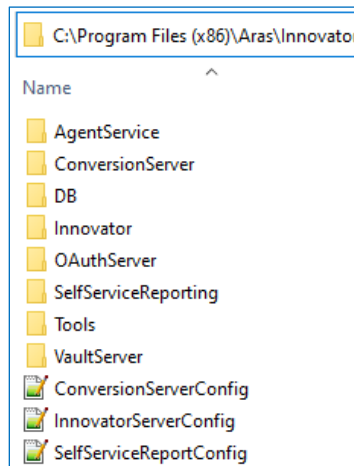 C:\Program Files (x86)\Aras\Innovator
Name
AgentService
ConversionServer
DB
Innovator
OAuthServer
SelfServiceReporting
Tools
VaultServer
ConversionServerConfig
InnovatorServerConfig
SelfServiceReportConfig